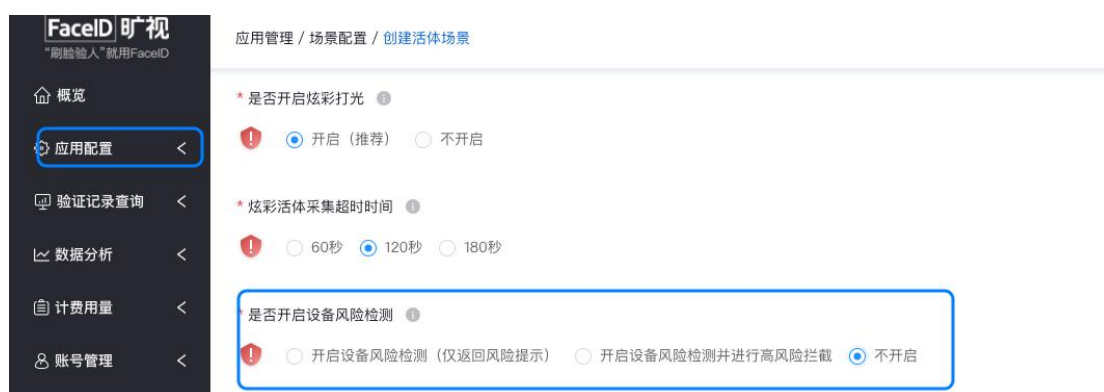 FaceID 旷视
“刷脸验人”就用FaceID
概览
应用配置
验证记录查询
数据分析
计费用量
账号管理
应用管理 / 场景配置 / 创建活体场景
* 是否开启炫彩打光
开启（推荐） 不开启
* 炫彩活体采集超时时间
60秒 120秒 180秒
* 是否开启设备风险检测
开启设备风险检测（仅返回风险提示） 开启设备风险检测并进行高风险拦截 不开启